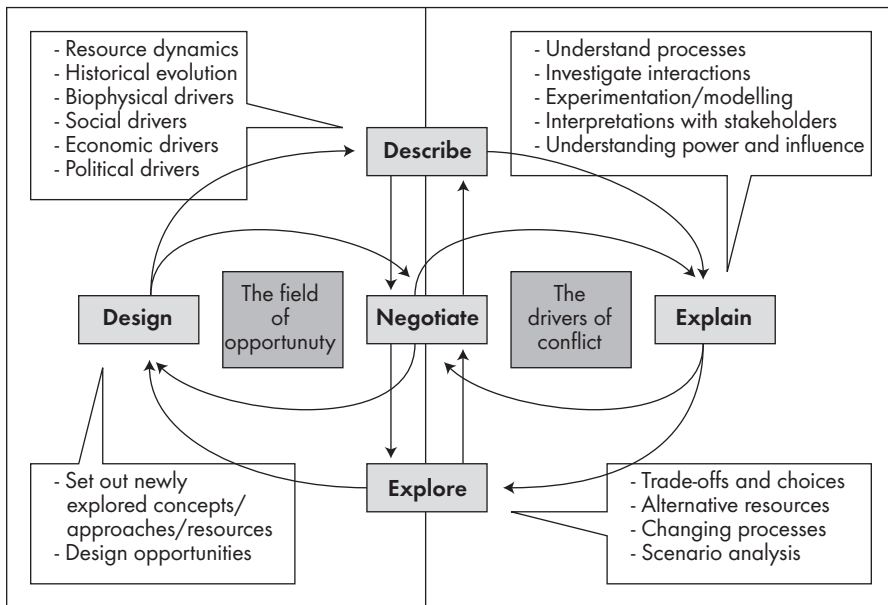 - Resource dynamics
- Historical evolution
- Biophysical drivers
- Social drivers
- Economic drivers
- Political drivers
- Understand processes
- Investigate interactions
- Experimentation/modelling
- Interpretations with stakeholders
- Understanding power and influence
Describe
Design
The field
of
opportunuty
Negotiate
The
drivers of
conflict
Explain
Explore
- Set out newly
explored concepts/
approaches/resources
- Design opportunities
- Trade-offs and choices
- Alternative resources
- Changing processes
- Scenario analysis